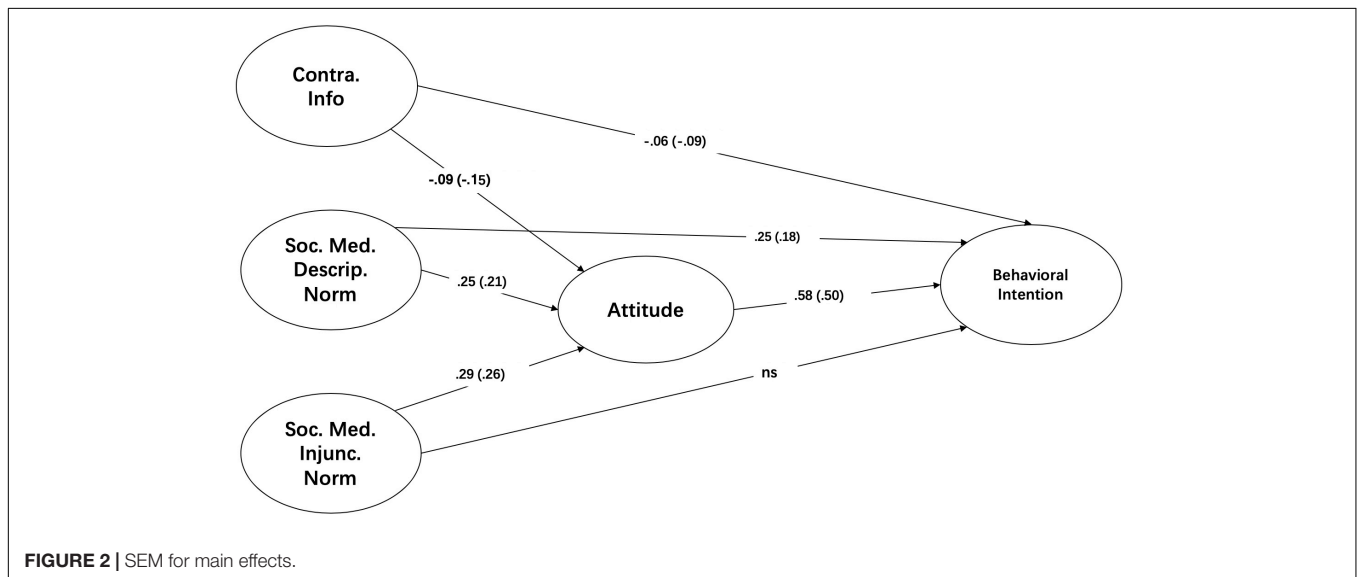 Contra.
Info
-.06 (-.09)
-.09 (-.15)
Soc. Med.
Descrip.
Norm
.25 (.18)
.25 (.21)
Attitude
.58 (.50)
Behavioral
Intention
.29 (.26)
ns
Soc. Med.
Injunc.
Norm
FIGURE 2 | SEM for main effects.